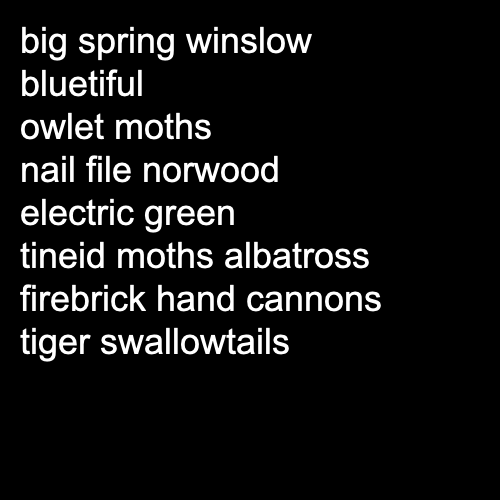 big spring winslow
bluetiful
owlet moths
nail file norwood
electric green
tineid moths albatross
firebrick hand cannons
tiger swallowtails